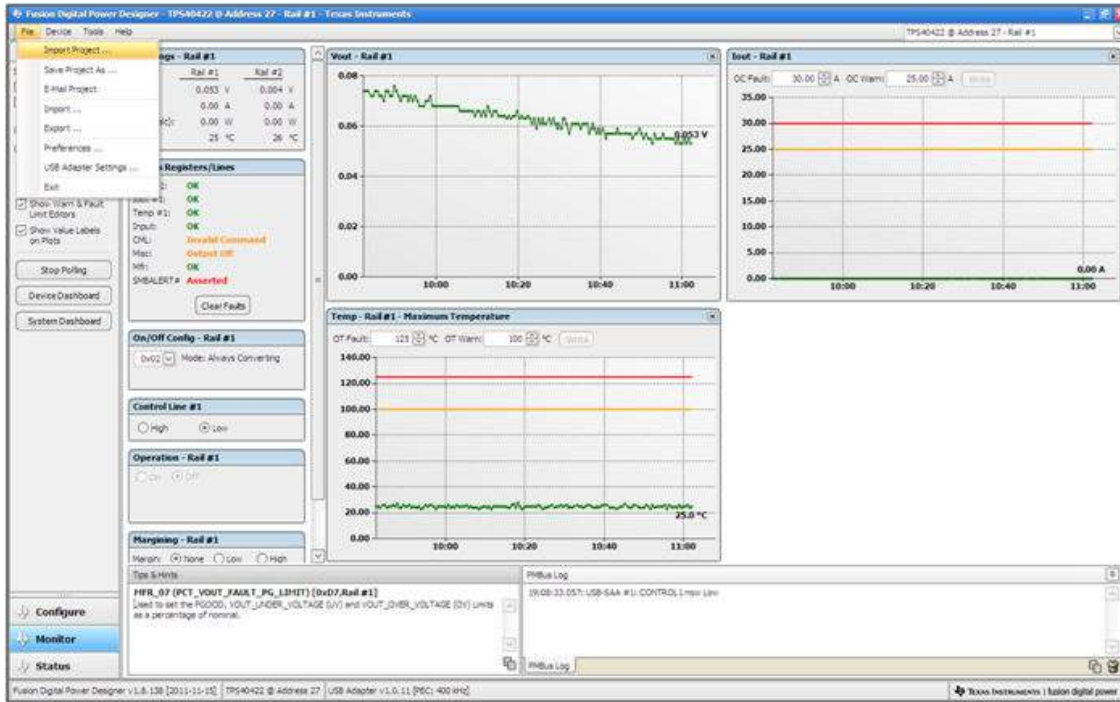 Fusion Digital Power Designer - TPS40422 @ Address 27 - Rail #1 - Texas Instruments
File Device Tools Help
TPS40422 @ Address 27 - Rail #1
Import Project ...
Save Project As ...
E-Mail Project
Import ...
Export ...
Preferences ...
USB Adapter Settings ...
Exit
ngs - Rail #1
Rail #1 Rail #2
0.053 V 0.004 V
0.00 A 0.00 A
0.00 W 0.00 W
25 °C 26 °C
Registers/Lines
OK
OK
Temp #1: OK
Input: OK
CML: Invalid Command
Misc: Output Off
Mfr: OK
SMBALERT# Asserted
Clear Faults
Show Warn & Fault
Limit Editors
Show Value Labels
on Plots
Stop Polling
Device Dashboard
System Dashboard
On/Off Config - Rail #1
0x02 Mode: Always Converting
Control Line #1
High Low
Operation - Rail #1
On Off
Margining - Rail #1
Margin: None Low High
Vout - Rail #1
0.08
0.06
0.04
0.02
0.00
0.053 V
10:00 10:20 10:40 11:00
Iout - Rail #1
OC Fault: 30.00 A OC Warn: 25.00 A Write
35.00
30.00
25.00
20.00
15.00
10.00
5.00
0.00
0.00 A
10:00 10:20 10:40 11:00
Temp - Rail #1 - Maximum Temperature
OT Fault: 125 °C OT Warn: 100 °C Write
140.00
120.00
100.00
80.00
60.00
40.00
20.00
0.00
25.0 °C
10:00 10:20 10:40 11:00
Configure
Monitor
Status
Tips & Hints
MFR_07 (PCT_VOUT_FAULT_PG_LIMIT) [0xD7,Rail #1]
Used to set the PGOOD, VOUT_UNDER_VOLTAGE (UV) and VOUT_OVER_VOLTAGE (OV) Limits
as a percentage of nominal.
PMBus Log
19:08:33.057: USB-SAA #1: CONTROL1 now Low
PMBus Log
Fusion Digital Power Designer v1.8.138 [2011-11-15] TPS40422 @ Address 27 USB Adapter v1.0.11 [PEC; 400 kHz]
TEXAS INSTRUMENTS | fusion digital power